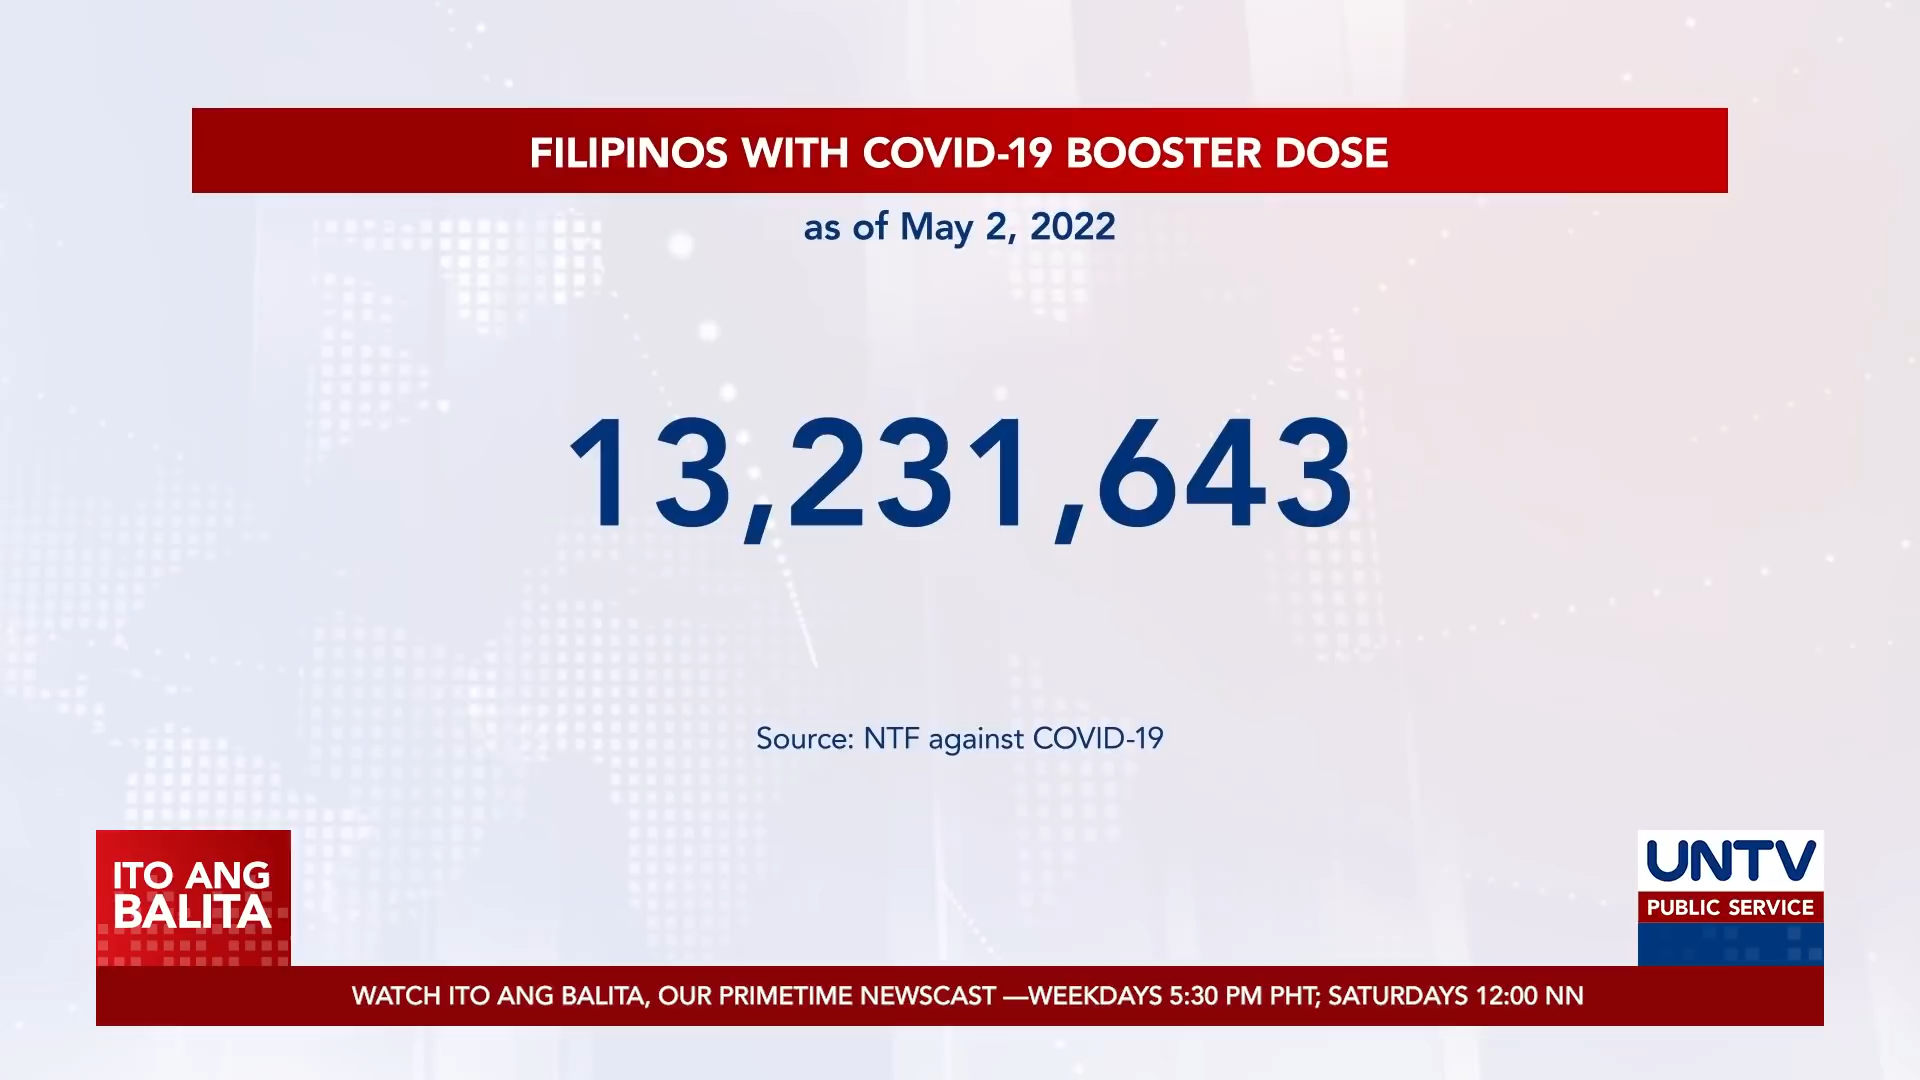 FILIPINOS WITH COVID-19 BOOSTER DOSE
as of May 2, 2022
13,231,643
Source: NTF against COVID-19
ITO ANG
BALITA
UNTV
PUBLIC SERVICE
WATCH ITO ANG BALITA, OUR PRIMETIME NEWSCAST —WEEKDAYS 5:30 PM PHT; SATURDAYS 12:00 NN